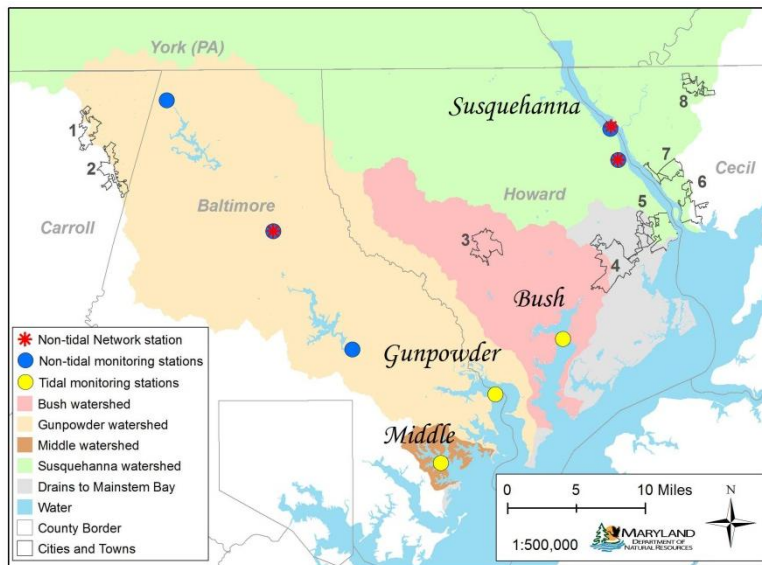 York (PA)
Susquehanna
8
1
2
7
6
Cecil
Baltimore
Howard
Carroll
5
3
4
Bush
Gunpowder
Middle
Non-tidal Network station
Non-tidal monitoring stations
Tidal monitoring stations
Bush watershed
Gunpowder watershed
Middle watershed
Susquehanna watershed
Drains to Mainstem Bay
Water
County Border
Cities and Towns
0 5 10 Miles
1:500,000
MARYLAND
DEPARTMENT OF
NATURAL RESOURCES
N